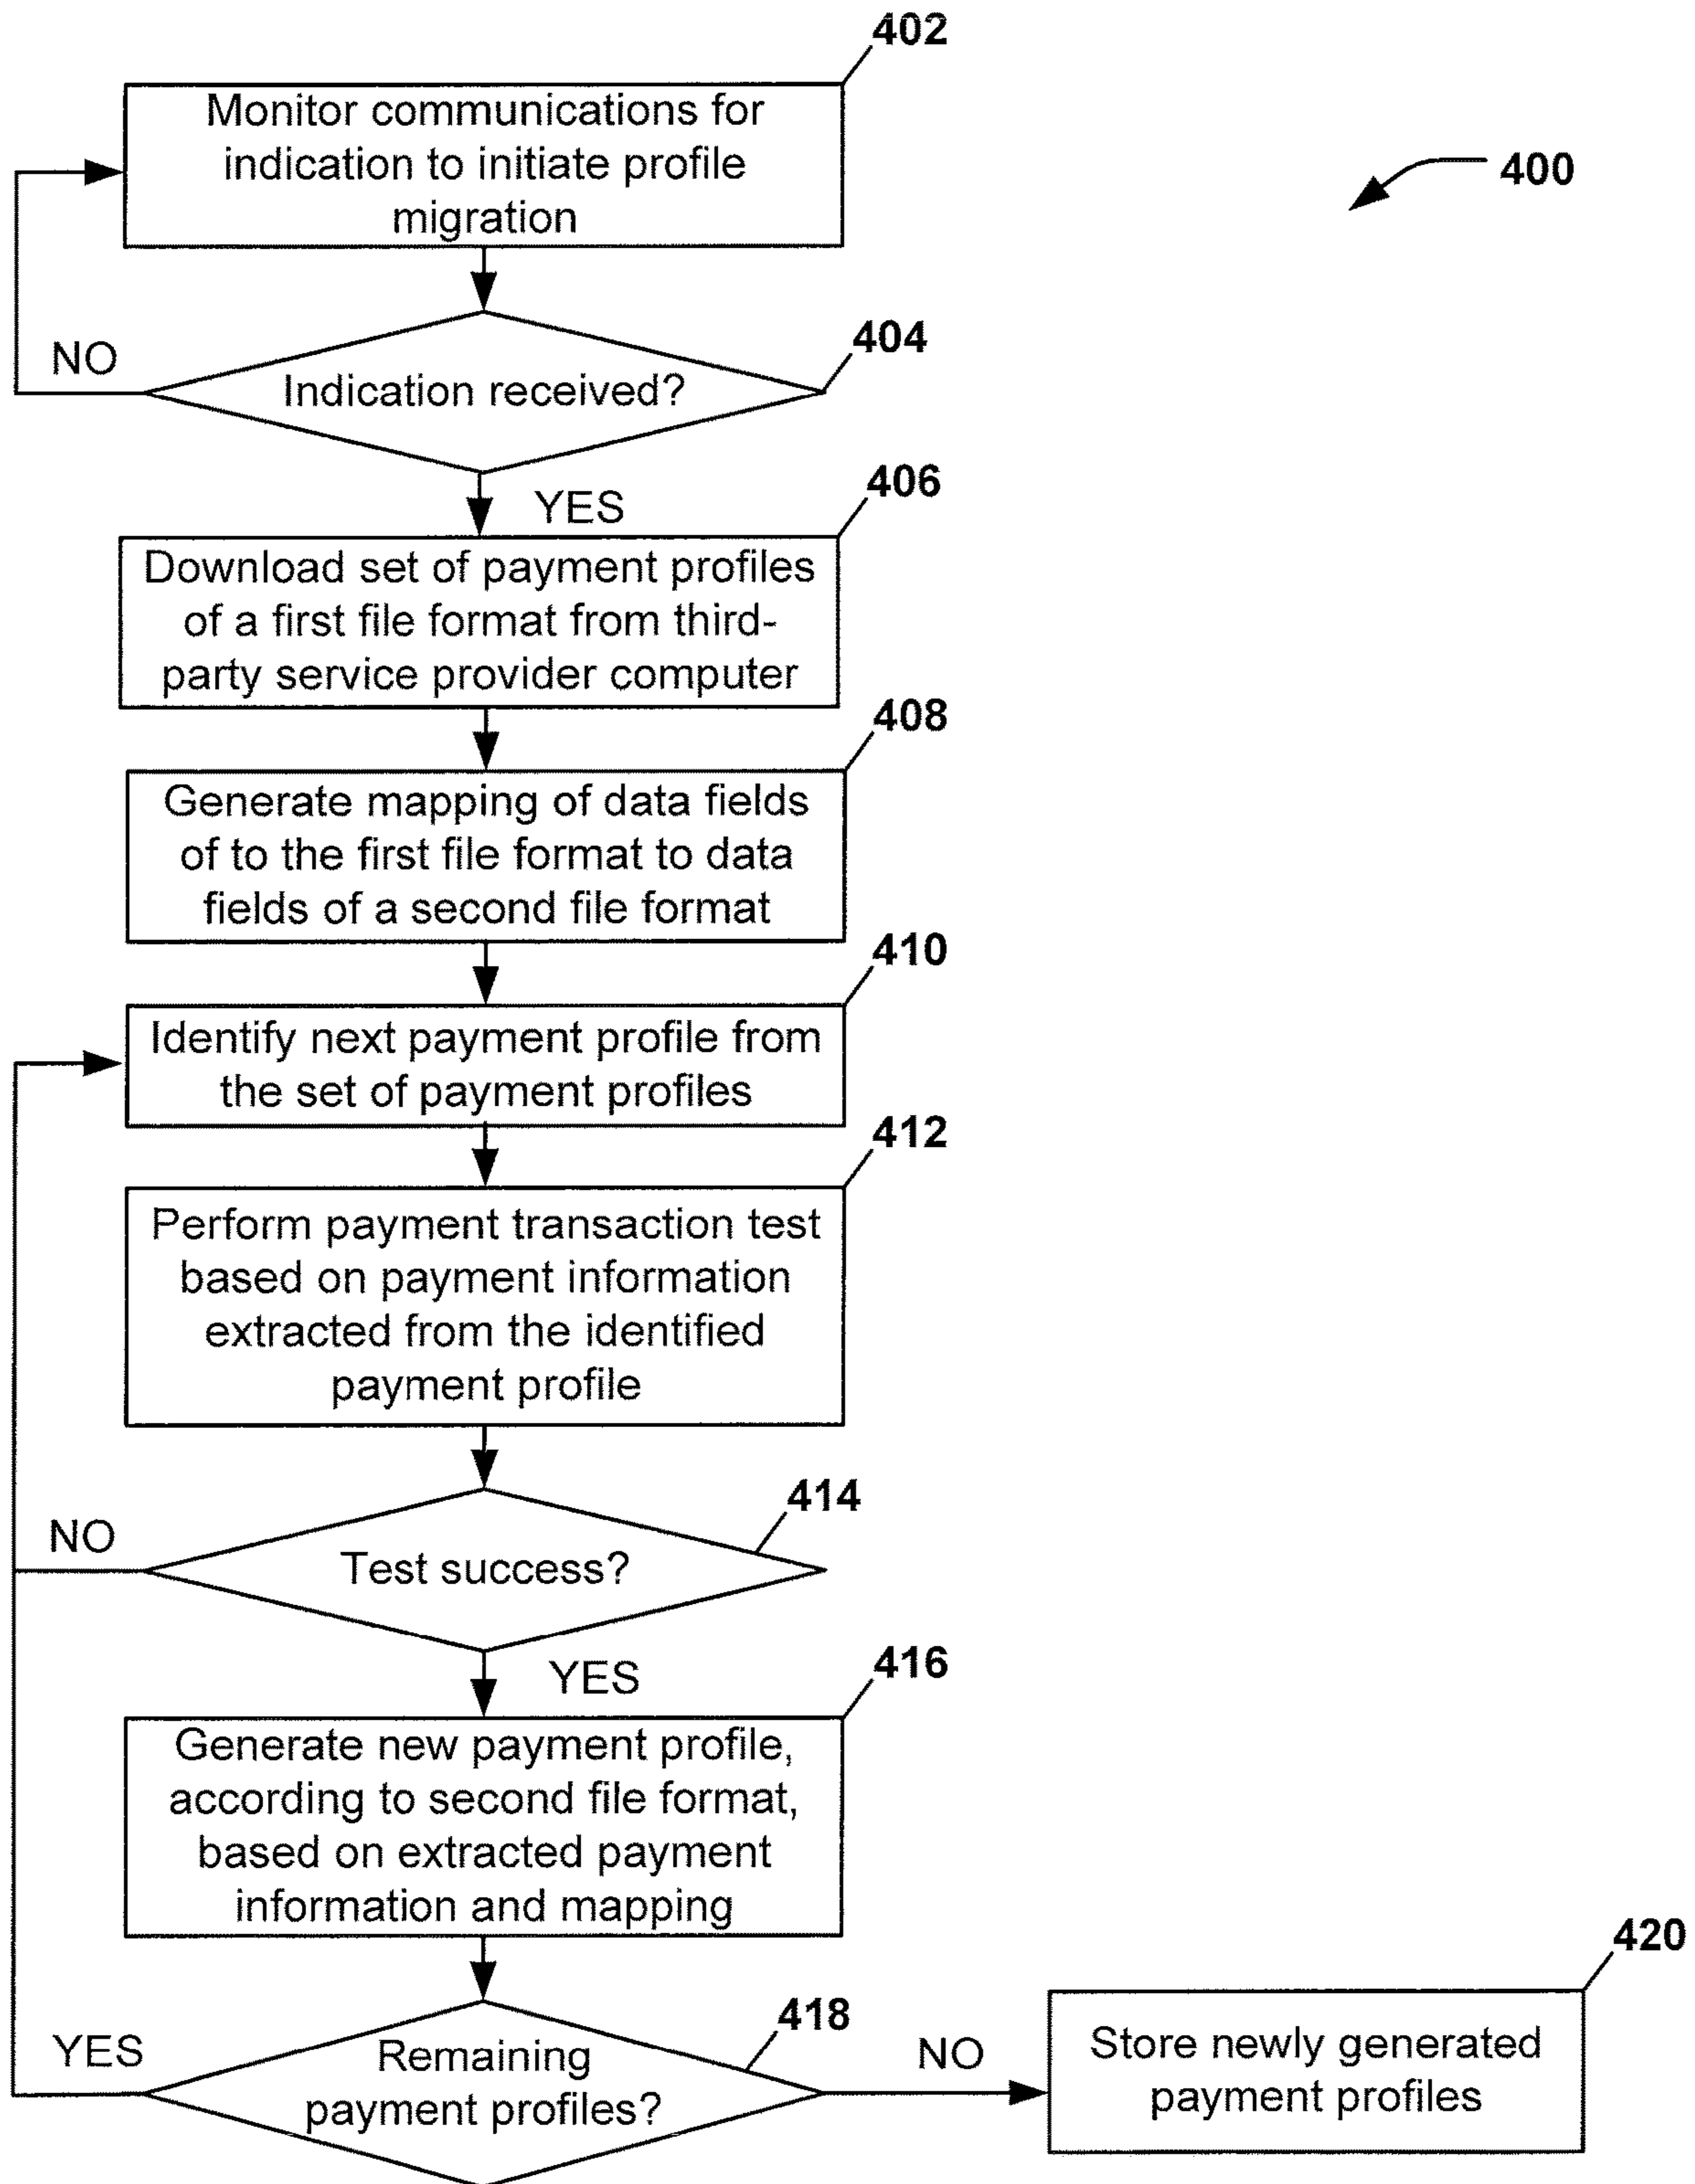 402
Monitor communications for
indication to initiate profile
migration
400
404
NO
Indication received?
406
YES
Download set of payment profiles
of a first file format from third-
party service provider computer
408
Generate mapping of data fields
of to the first file format to data
fields of a second file format
410
Identify next payment profile from
the set of payment profiles
412
Perform payment transaction test
based on payment information
extracted from the identified
payment profile
414
NO
Test success?
416
YES
Generate new payment profile,
according to second file format,
based on extracted payment
information and mapping
420
418
YES
Remaining
payment profiles?
NO
Store newly generated
payment profiles